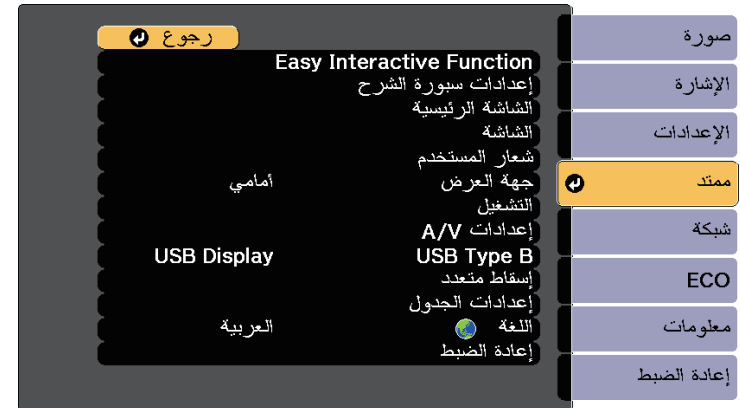 رجوع
Easy Interactive Function
إعدادات سبورة الشرح
الشاشة الرئيسية
الشاشة
شعار المستخدم
جهة العرض أمامي
التشغيل
إعدادات A/V
USB Type B USB Display
إسقاط متعدد
إعدادات الجدول
اللغة العربية
إعادة الضبط
صورة
الإشارة
الإعدادات
ممتد
شبكة
ECO
معلومات
إعادة الضبط